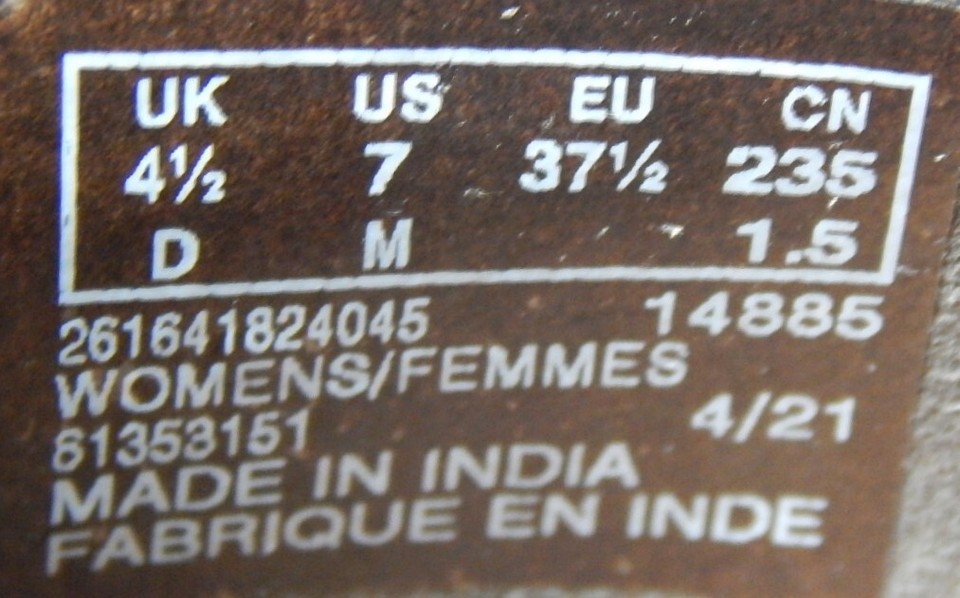 UK US EU CN
4½ 7 37½ 235
D M 1.5
261641824045 14885
WOMENS/FEMMES
61353151 4/21
MADE IN INDIA
FABRIQUE EN INDE